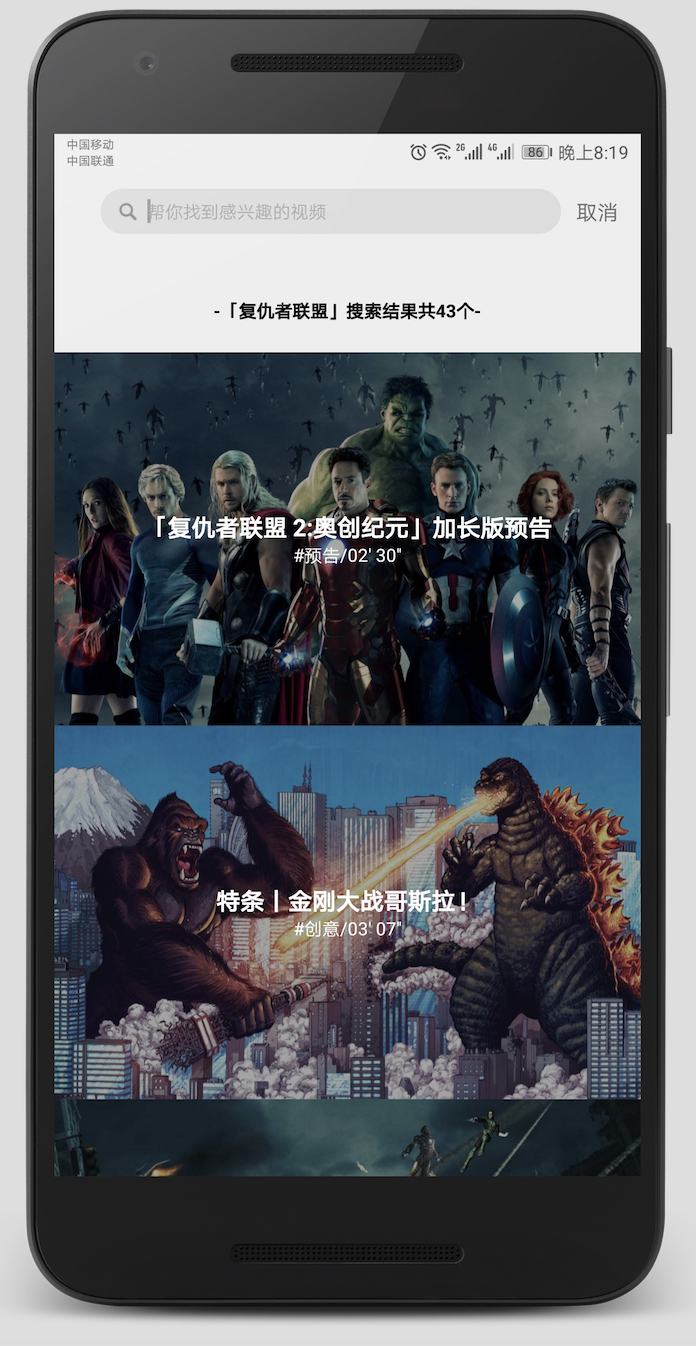 中国移动
中国联通
2G 4G 86 晚上8:19
帮你找到感兴趣的视频
取消
-「复仇者联盟」搜索结果共43个-
「复仇者联盟 2:奥创纪元」加长版预告
#预告/02' 30"
特条丨金刚大战哥斯拉！
#创意/03' 07"